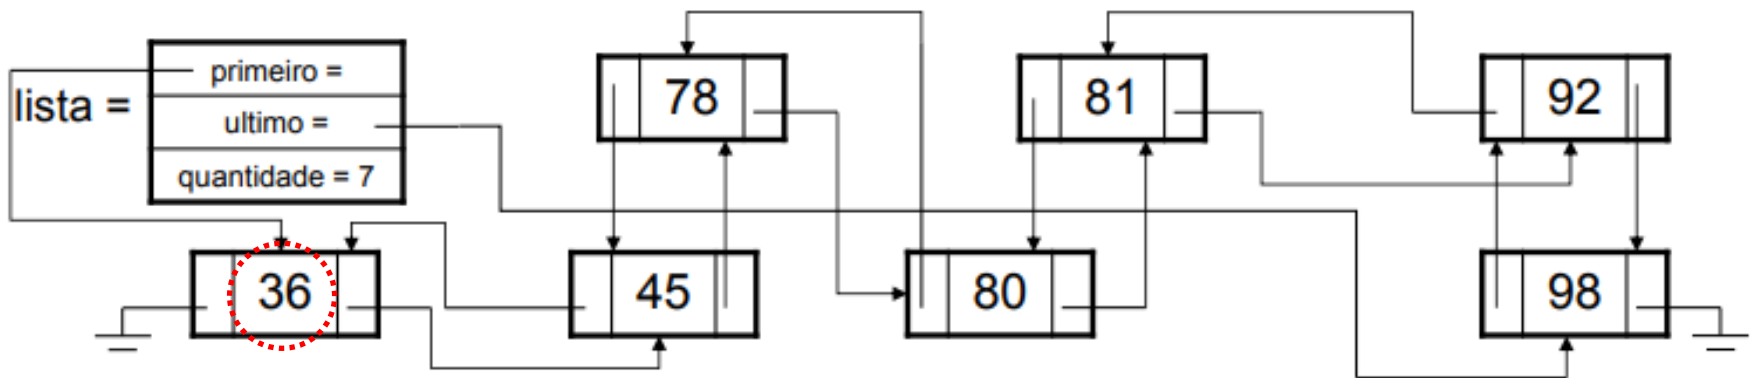 lista =
primeiro =
ultimo =
quantidade = 7
78
81
92
36
45
80
98